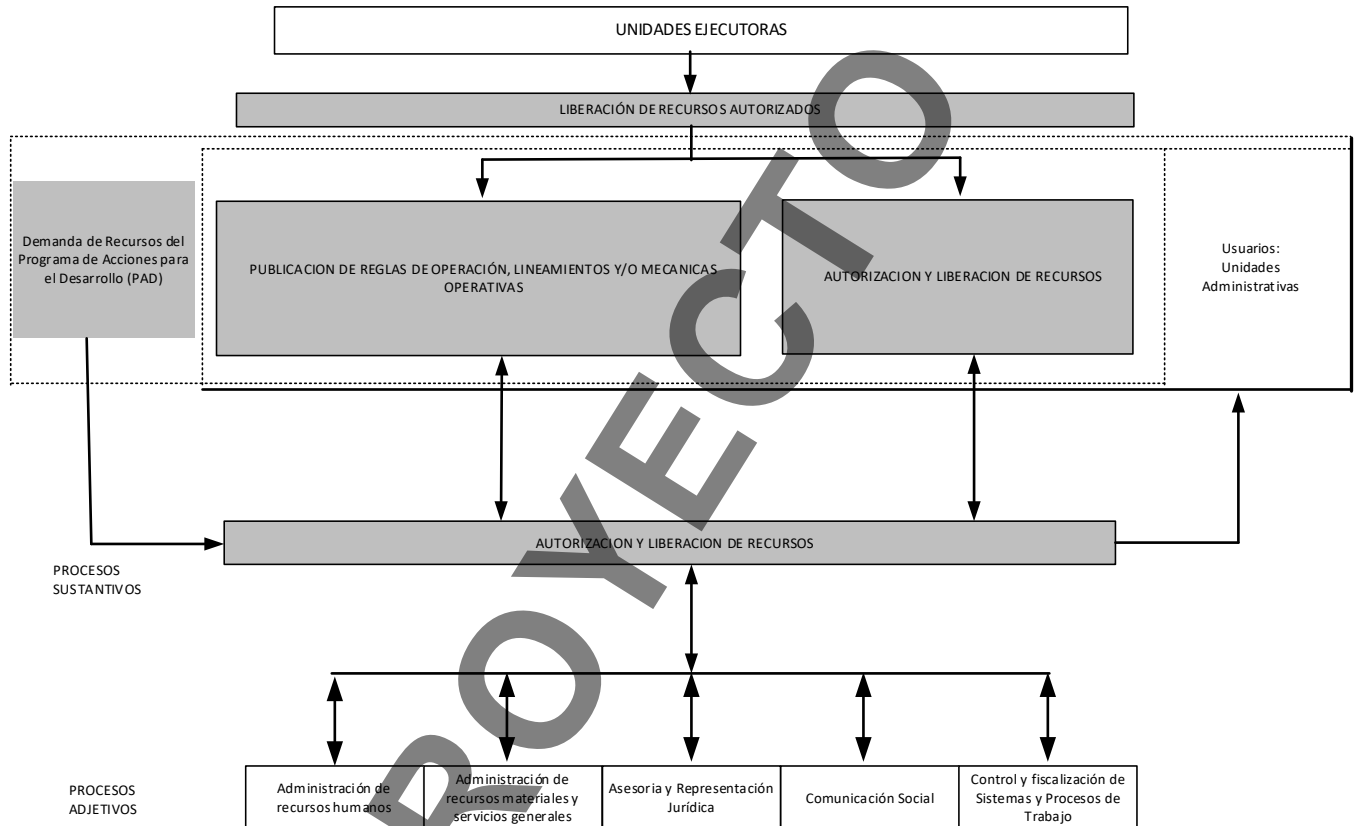 UNIDADES EJECUTORAS
LIBERACIÓN DE RECURSOS AUTORIZADOS
Demanda de Recursos del
Programa de Acciones para
el Desarrollo (PAD)
PUBLICACION DE REGLAS DE OPERACIÓN, LINEAMIENTOS Y/O MECANICAS
OPERATIVAS
AUTORIZACION Y LIBERACION DE RECURSOS
Usuarios:
Unidades
Administrativas
AUTORIZACION Y LIBERACION DE RECURSOS
PROCESOS
SUSTANTIVOS
PROCESOS
ADJETIVOS
Administración de
recursos humanos
Administración de
recursos materiales y
servicios generales
Asesoria y Representación
Jurídica
Comunicación Social
Control y fiscalización de
Sistemas y Procesos de
Trabajo
ROYECTO